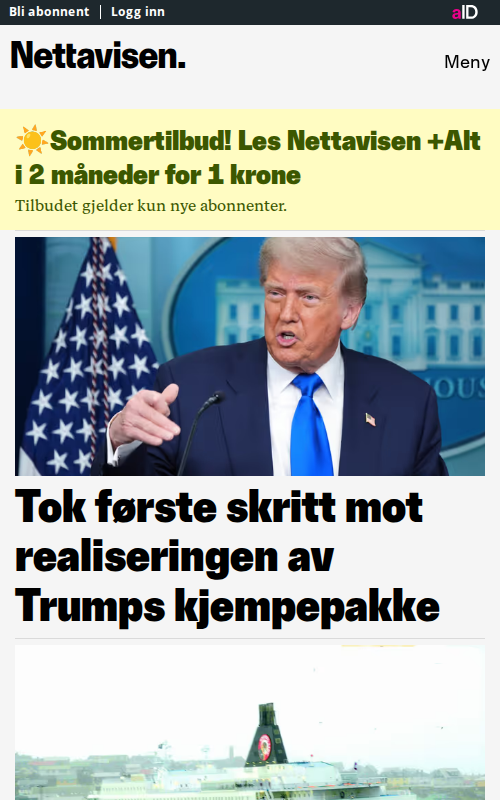 Bli abonnent | Logg inn aID
Nettavisen.
Meny
☀️Sommertilbud! Les Nettavisen +Alt
i 2 måneder for 1 krone
Tilbudet gjelder kun nye abonnenter.
Tok første skritt mot
realiseringen av
Trumps kjempepakke